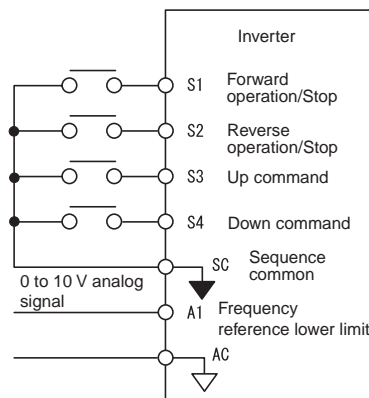 Inverter
S1 Forward
operation/Stop
S2 Reverse
operation/Stop
S3 Up command
S4 Down command
SC Sequence
common
0 to 10 V analog
signal
A1 Frequency
reference lower limit
AC